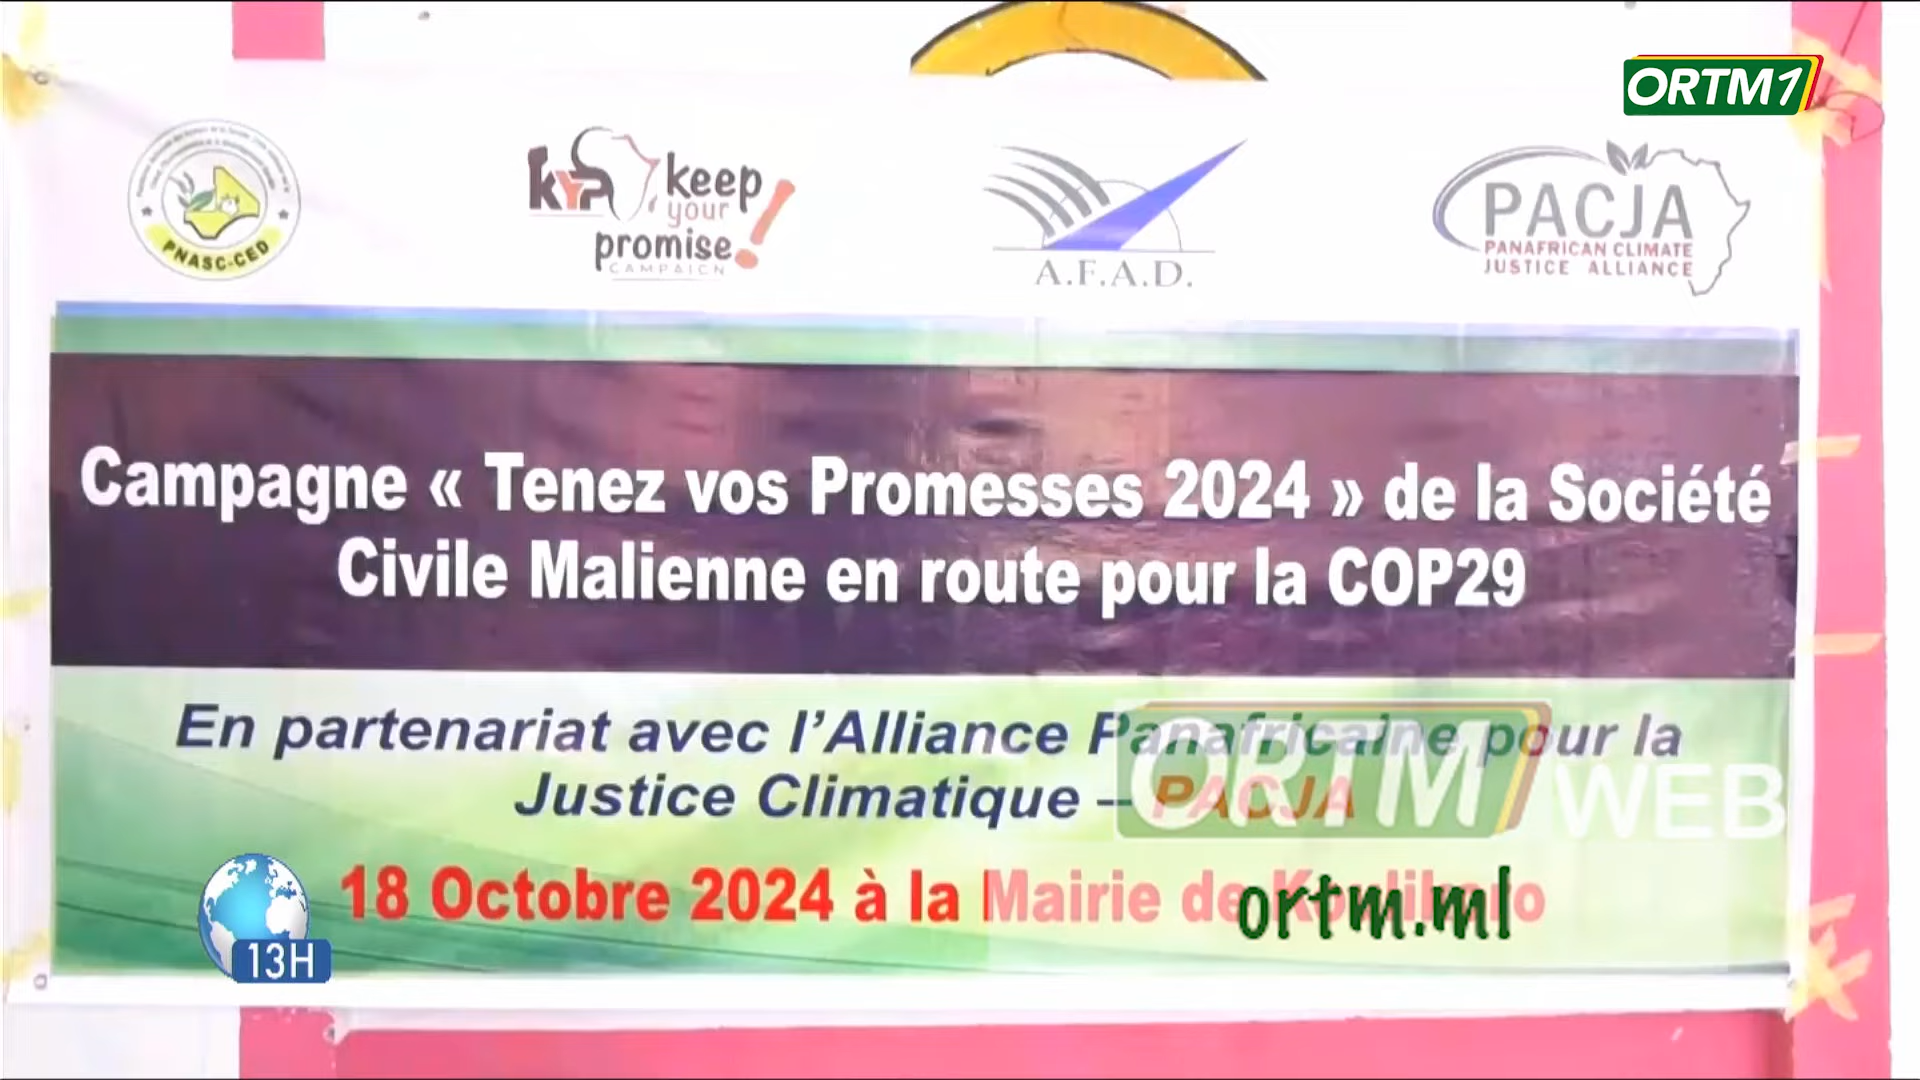 ORTM1
PNASC-CED
KYP keep
your
promise!
CAMPAIGN
A.F.A.D.
PACJA
PANAFRICAN CLIMATE
JUSTICE ALLIANCE
Campagne « Tenez vos Promesses 2024 » de la Société
Civile Malienne en route pour la COP29
En partenariat avec l'Alliance Panafricaine pour la
Justice Climatique – PACJA
ORTM WEB
18 Octobre 2024 à la Mairie de
ortm.ml
13H